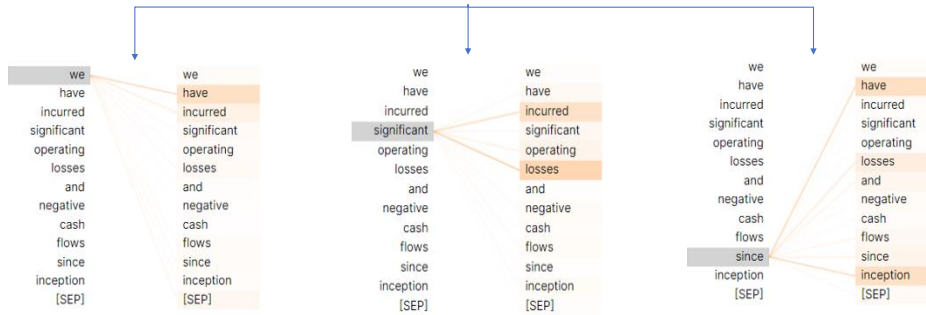 we we
have have
incurred incurred
significant significant
operating operating
losses losses
and and
negative negative
cash cash
flows flows
since since
inception inception
[SEP] [SEP]
we we
have have
incurred incurred
significant significant
operating operating
losses losses
and and
negative negative
cash cash
flows flows
since since
inception inception
[SEP] [SEP]
we we
have have
incurred incurred
significant significant
operating operating
losses losses
and and
negative negative
cash cash
flows flows
since since
inception inception
[SEP] [SEP]